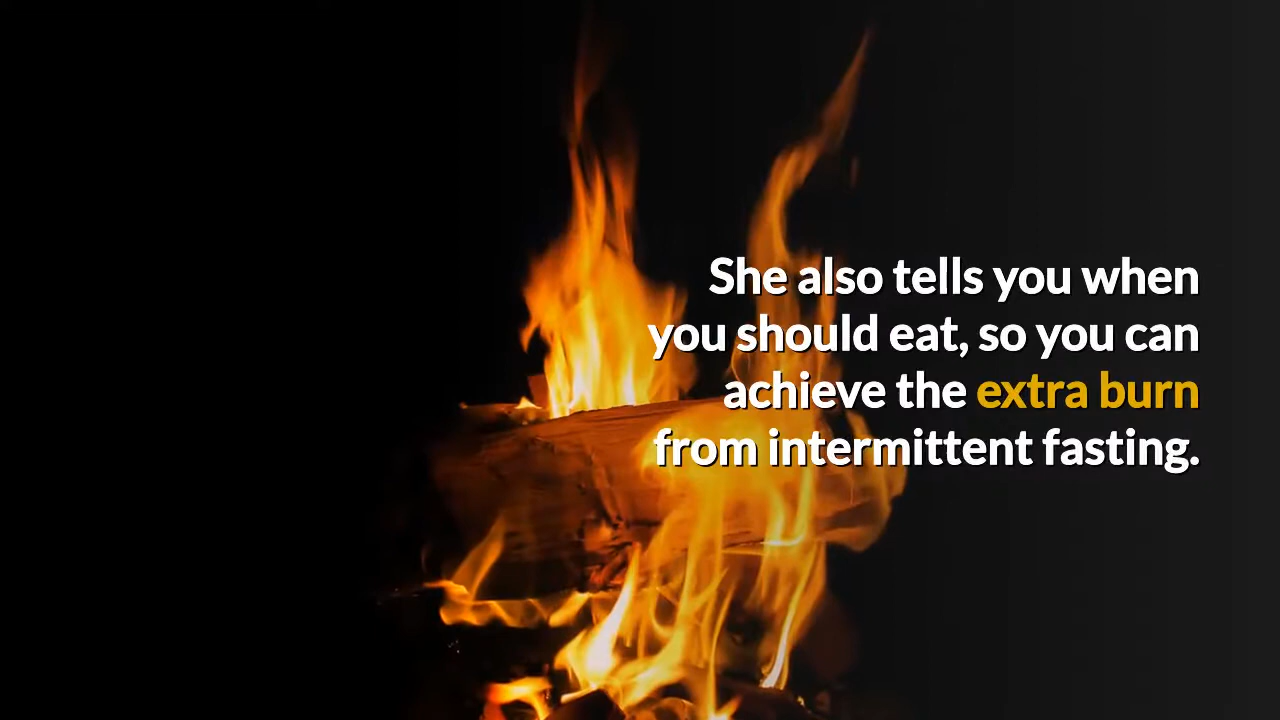 She also tells you when
you should eat, so you can
achieve the extra burn
from intermittent fasting.